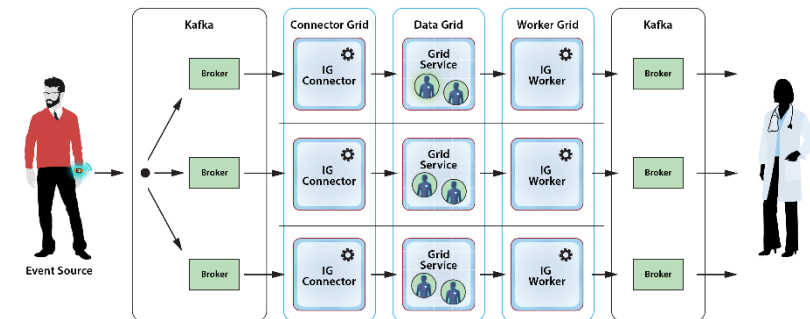 Kafka
Connector Grid
Data Grid
Worker Grid
Kafka
Broker
IG
Connector
Grid
Service
IG
Worker
Broker
Broker
IG
Connector
Grid
Service
IG
Worker
Broker
Event Source
Broker
IG
Connector
Grid
Service
IG
Worker
Broker